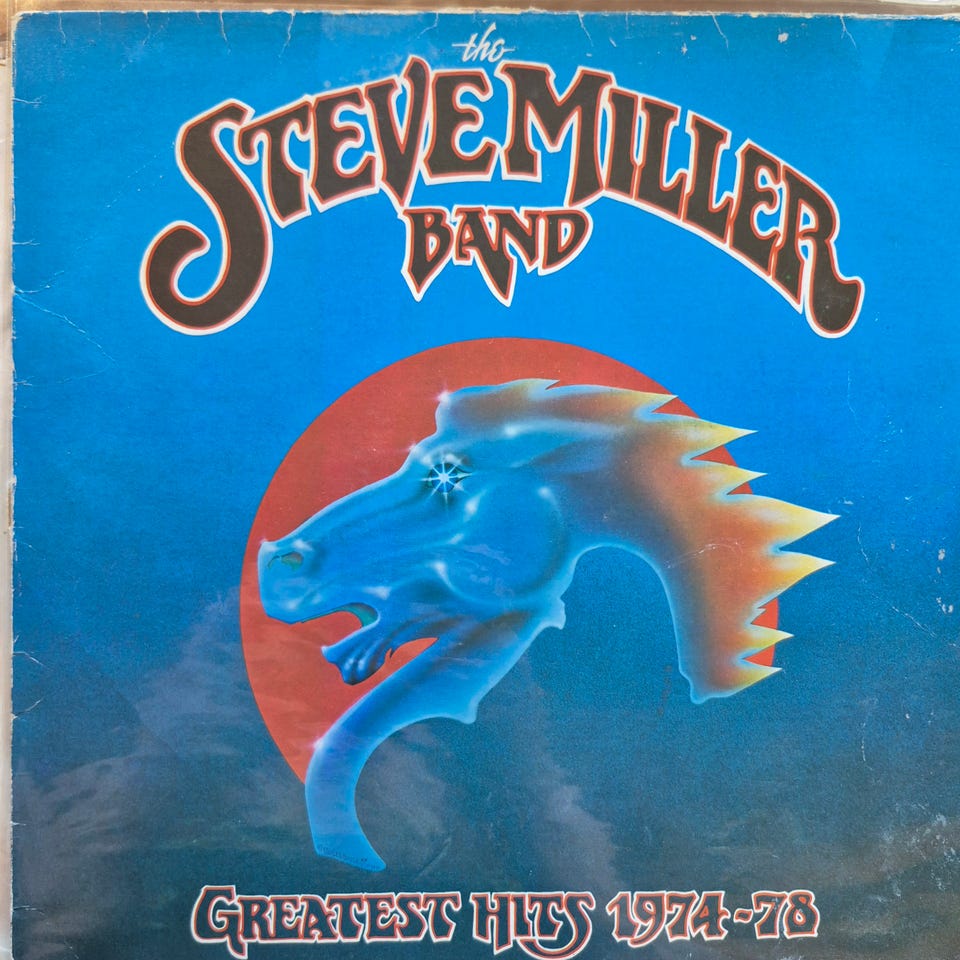 the
STEVE MILLER
BAND
GREATEST HITS 1974-78